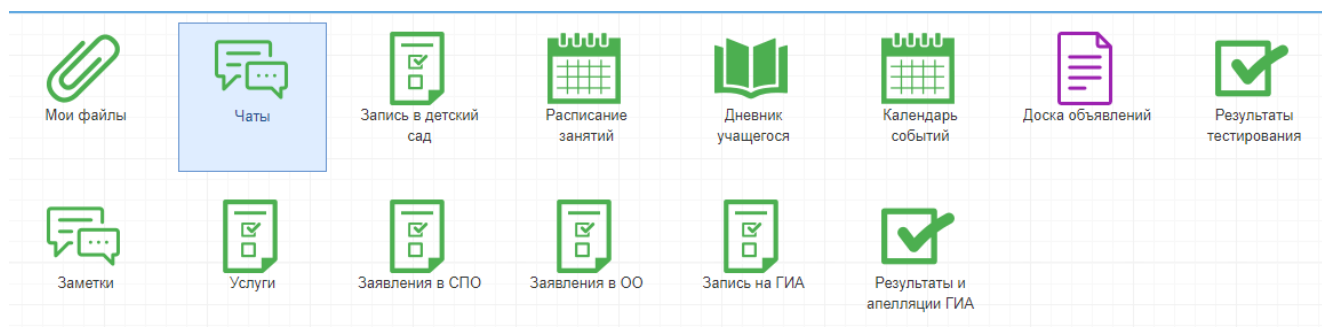 Мои файлы
Чаты
Запись в детский
сад
Расписание
занятий
Дневник
учащегося
Календарь
событий
Доска объявлений
Результаты
тестирования
Заметки
Услуги
Заявления в СПО
Заявления в ОО
Запись на ГИА
Результаты и
апелляции ГИА